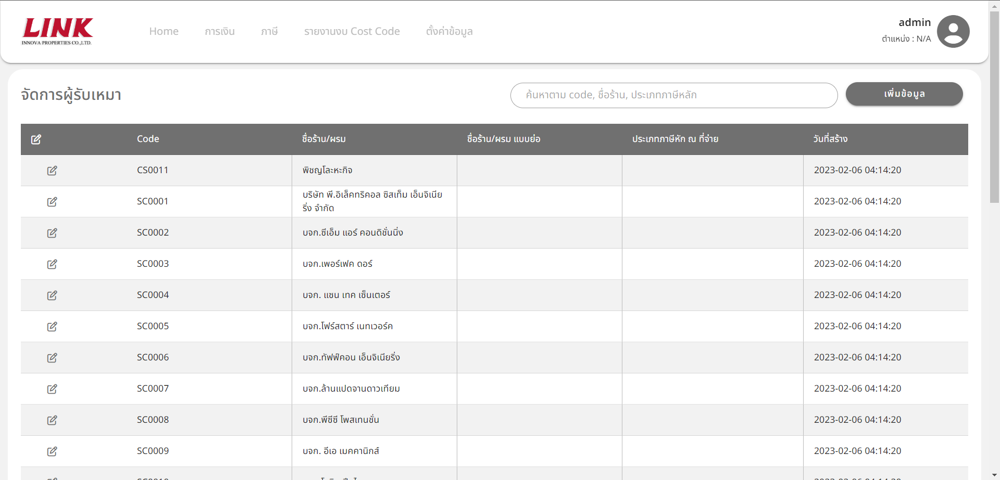 LINK
INNOVA PROPERTIES CO.,LTD.
Home การเงิน ภาษี รายงานงบ Cost Code ตั้งค่าข้อมูล
admin
ตำแหน่ง : N/A
จัดการผู้รับเหมา
ค้นหาตาม code, ชื่อร้าน, ประเภทภาษีหลัก
เพิ่มข้อมูล
Code ชื่อร้าน/ผรม ชื่อร้าน/ผรม แบบย่อ ประเภทภาษีหัก ณ ที่จ่าย วันที่สร้าง
CS0011 พิชญโละหะกิจ 2023-02-06 04:14:20
SC0001 บริษัท พี.อิเล็คทริคอล ซิสเท็ม เอ็นจิเนีย
ริ่ง จำกัด 2023-02-06 04:14:20
SC0002 บจก.ซีเอ็ม แอร์ คอนดิชั่นนิ่ง 2023-02-06 04:14:20
SC0003 บจก.เพอร์เฟค ดอร์ 2023-02-06 04:14:20
SC0004 บจก. แซน เทค เซ็นเตอร์ 2023-02-06 04:14:20
SC0005 บจก.โฟร์สตาร์ เนทเวอร์ค 2023-02-06 04:14:20
SC0006 บจก.ทัฟฟ์คอน เอ็นจิเนียริ่ง 2023-02-06 04:14:20
SC0007 บจก.ล้านแปดจานดาวเทียม 2023-02-06 04:14:20
SC0008 บจก.พีซีซี โพสเทนชั่น 2023-02-06 04:14:20
SC0009 บจก. อีเอ เมคคานิกส์ 2023-02-06 04:14:20